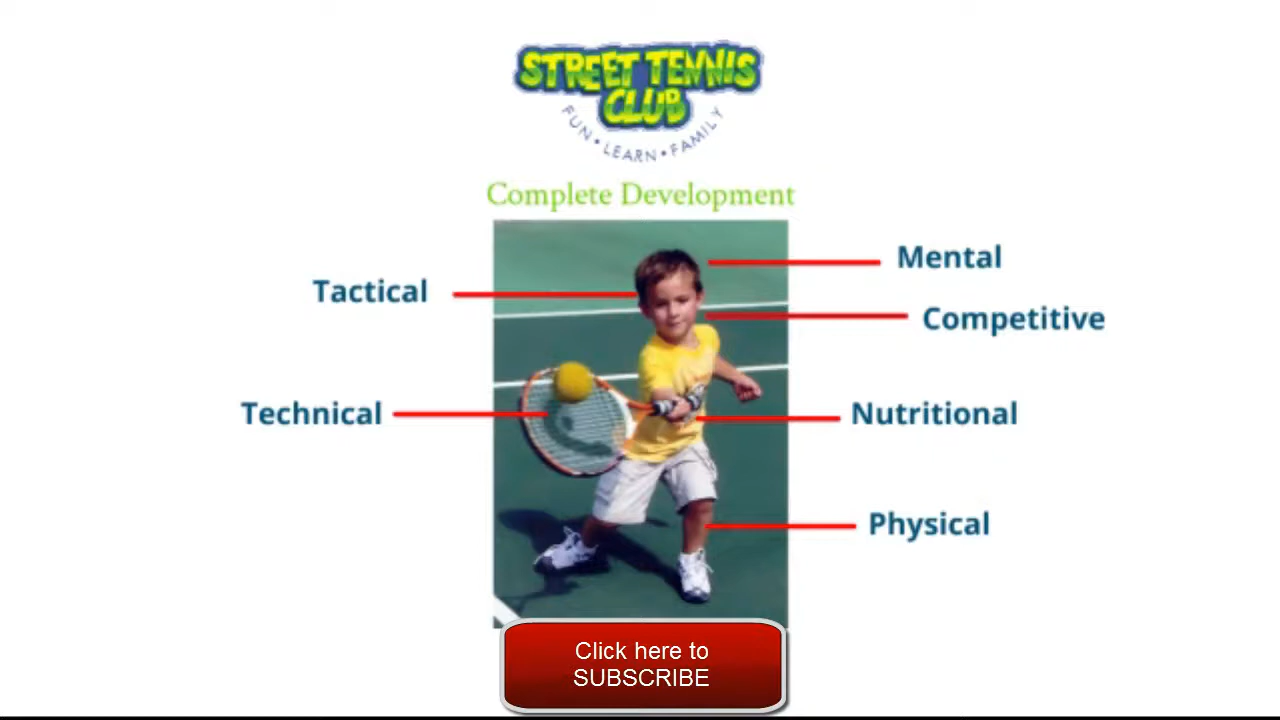 STREET TENNIS
CLUB
FUN • LEARN • FAMILY
Complete Development
Mental
Tactical
Competitive
Technical
Nutritional
Physical
Click here to
SUBSCRIBE